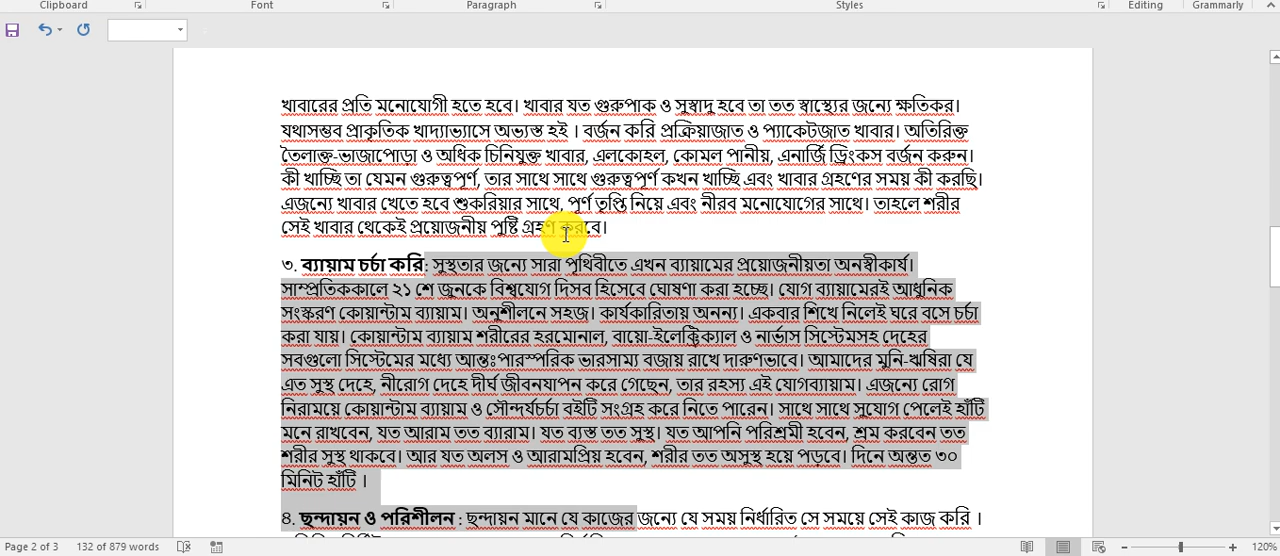 Clipboard Font Paragraph Styles Editing Grammarly
খাবারের প্রতি মনোযোগী হতে হবে। খাবার যত গুরুপাক ও সুস্বাদু হবে তা তত স্বাস্থ্যের জন্যে ক্ষতিকর।
যথাসম্ভব প্রাকৃতিক খাদ্যাভ্যাসে অভ্যস্ত হই । বর্জন করি প্রক্রিয়াজাত ও প্যাকেটজাত খাবার। অতিরিক্ত
তৈলাক্ত-ভাজাপোড়া ও অধিক চিনিযুক্ত খাবার, এলকোহল, কোমল পানীয়, এনার্জি ড্রিংকস বর্জন করুন।
কী খাচ্ছি তা যেমন গুরুত্বপূর্ণ, তার সাথে সাথে গুরুত্বপূর্ণ কখন খাচ্ছি এবং খাবার গ্রহণের সময় কী করছি।
এজন্যে খাবার খেতে হবে শুকরিয়ার সাথে, পূর্ণ তৃপ্তি নিয়ে এবং নীরব মনোযোগের সাথে। তাহলে শরীর
সেই খাবার থেকেই প্রয়োজনীয় পুষ্টি গ্রহণ করবে।
৩. ব্যায়াম চর্চা করি: সুস্থতার জন্যে সারা পৃথিবীতে এখন ব্যায়ামের প্রয়োজনীয়তা অনস্বীকার্য।
সাম্প্রতিককালে ২১ শে জুনকে বিশ্বযোগ দিসব হিসেবে ঘোষণা করা হচ্ছে। যোগ ব্যায়ামেরই আধুনিক
সংস্করণ কোয়ান্টাম ব্যায়াম। অনুশীলনে সহজ। কার্যকারিতায় অনন্য। একবার শিখে নিলেই ঘরে বসে চর্চা
করা যায়। কোয়ান্টাম ব্যায়াম শরীরের হরমোনাল, বায়ো-ইলেক্ট্রিক্যাল ও নার্ভাস সিস্টেমসহ দেহের
সবগুলো সিস্টেমের মধ্যে আন্তঃপারস্পরিক ভারসাম্য বজায় রাখে দারুণভাবে। আমাদের মুনি-ঋষিরা যে
এত সুস্থ দেহে, নীরোগ দেহে দীর্ঘ জীবনযাপন করে গেছেন, তার রহস্য এই যোগব্যায়াম। এজন্যে রোগ
নিরাময়ে কোয়ান্টাম ব্যায়াম ও সৌন্দর্যচর্চা বইটি সংগ্রহ করে নিতে পারেন। সাথে সাথে সুযোগ পেলেই হাঁটি
মনে রাখবেন, যত আরাম তত ব্যারাম। যত ব্যস্ত তত সুস্থ। যত আপনি পরিশ্রমী হবেন, শ্রম করবেন তত
শরীর সুস্থ থাকবে। আর যত অলস ও আরামপ্রিয় হবেন, শরীর তত অসুস্থ হয়ে পড়বে। দিনে অন্তত ৩০
মিনিট হাঁটি ।
4. ছন্দায়ন ও পরিশীলন : ছন্দায়ন মানে যে কাজের জন্যে যে সময় নির্ধারিত সে সময়ে সেই কাজ করি ।
Page 2 of 3 132 of 879 words 120%